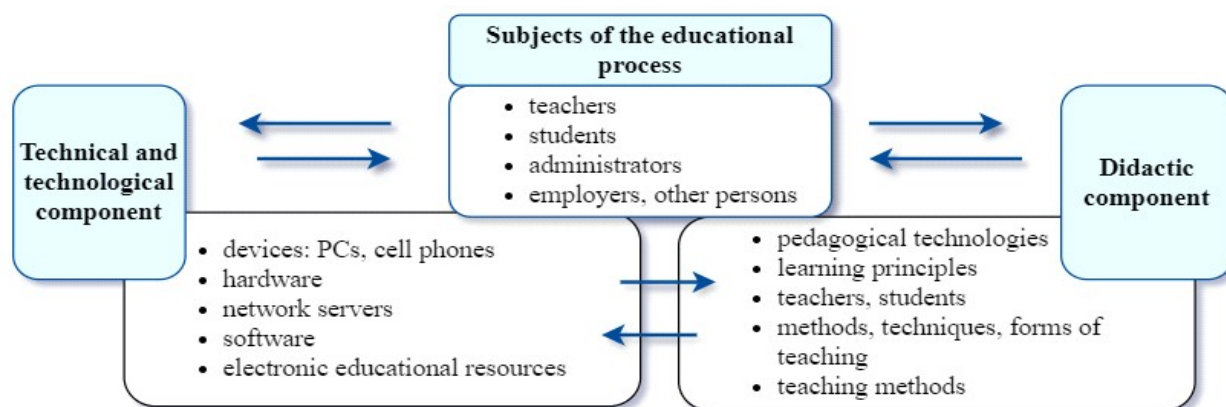 Subjects of the educational
process
• teachers
• students
• administrators
• employers, other persons
Technical and
technological
component
• devices: PCs, cell phones
• hardware
• network servers
• software
• electronic educational resources
Didactic
component
• pedagogical technologies
• learning principles
• teachers, students
• methods, techniques, forms of
teaching
• teaching methods